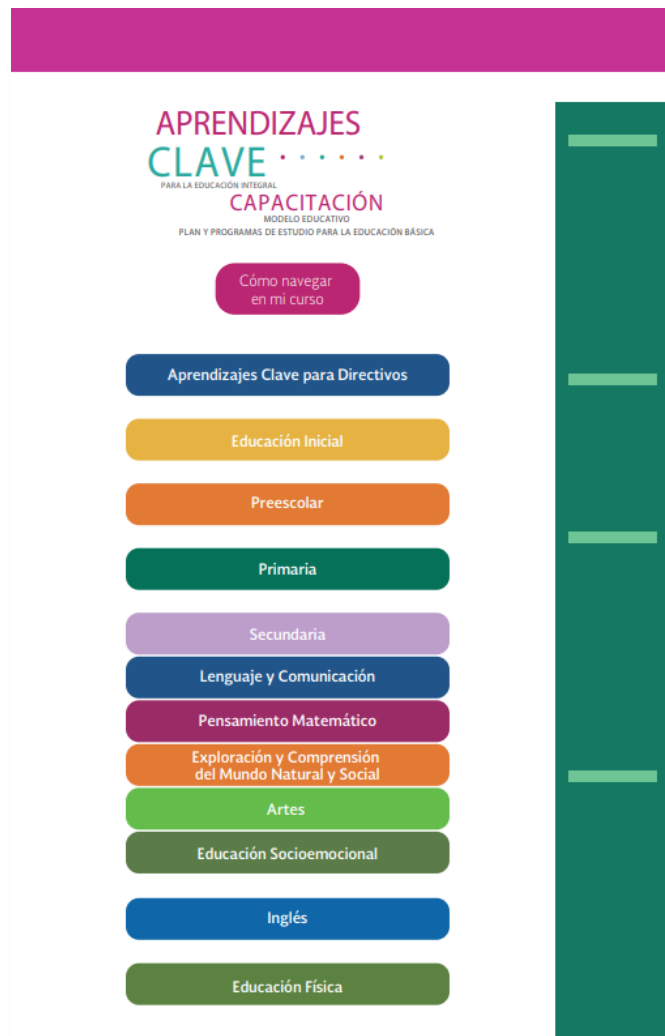 APRENDIZAJES
CLAVE
PARA LA EDUCACIÓN INTEGRAL
CAPACITACIÓN
MODELO EDUCATIVO
PLAN Y PROGRAMAS DE ESTUDIO PARA LA EDUCACIÓN BÁSICA
Cómo navegar
en mi curso
Aprendizajes Clave para Directivos
Educación Inicial
Preescolar
Primaria
Secundaria
Lenguaje y Comunicación
Pensamiento Matemático
Exploración y Comprensión
del Mundo Natural y Social
Artes
Educación Socioemocional
Inglés
Educación Física